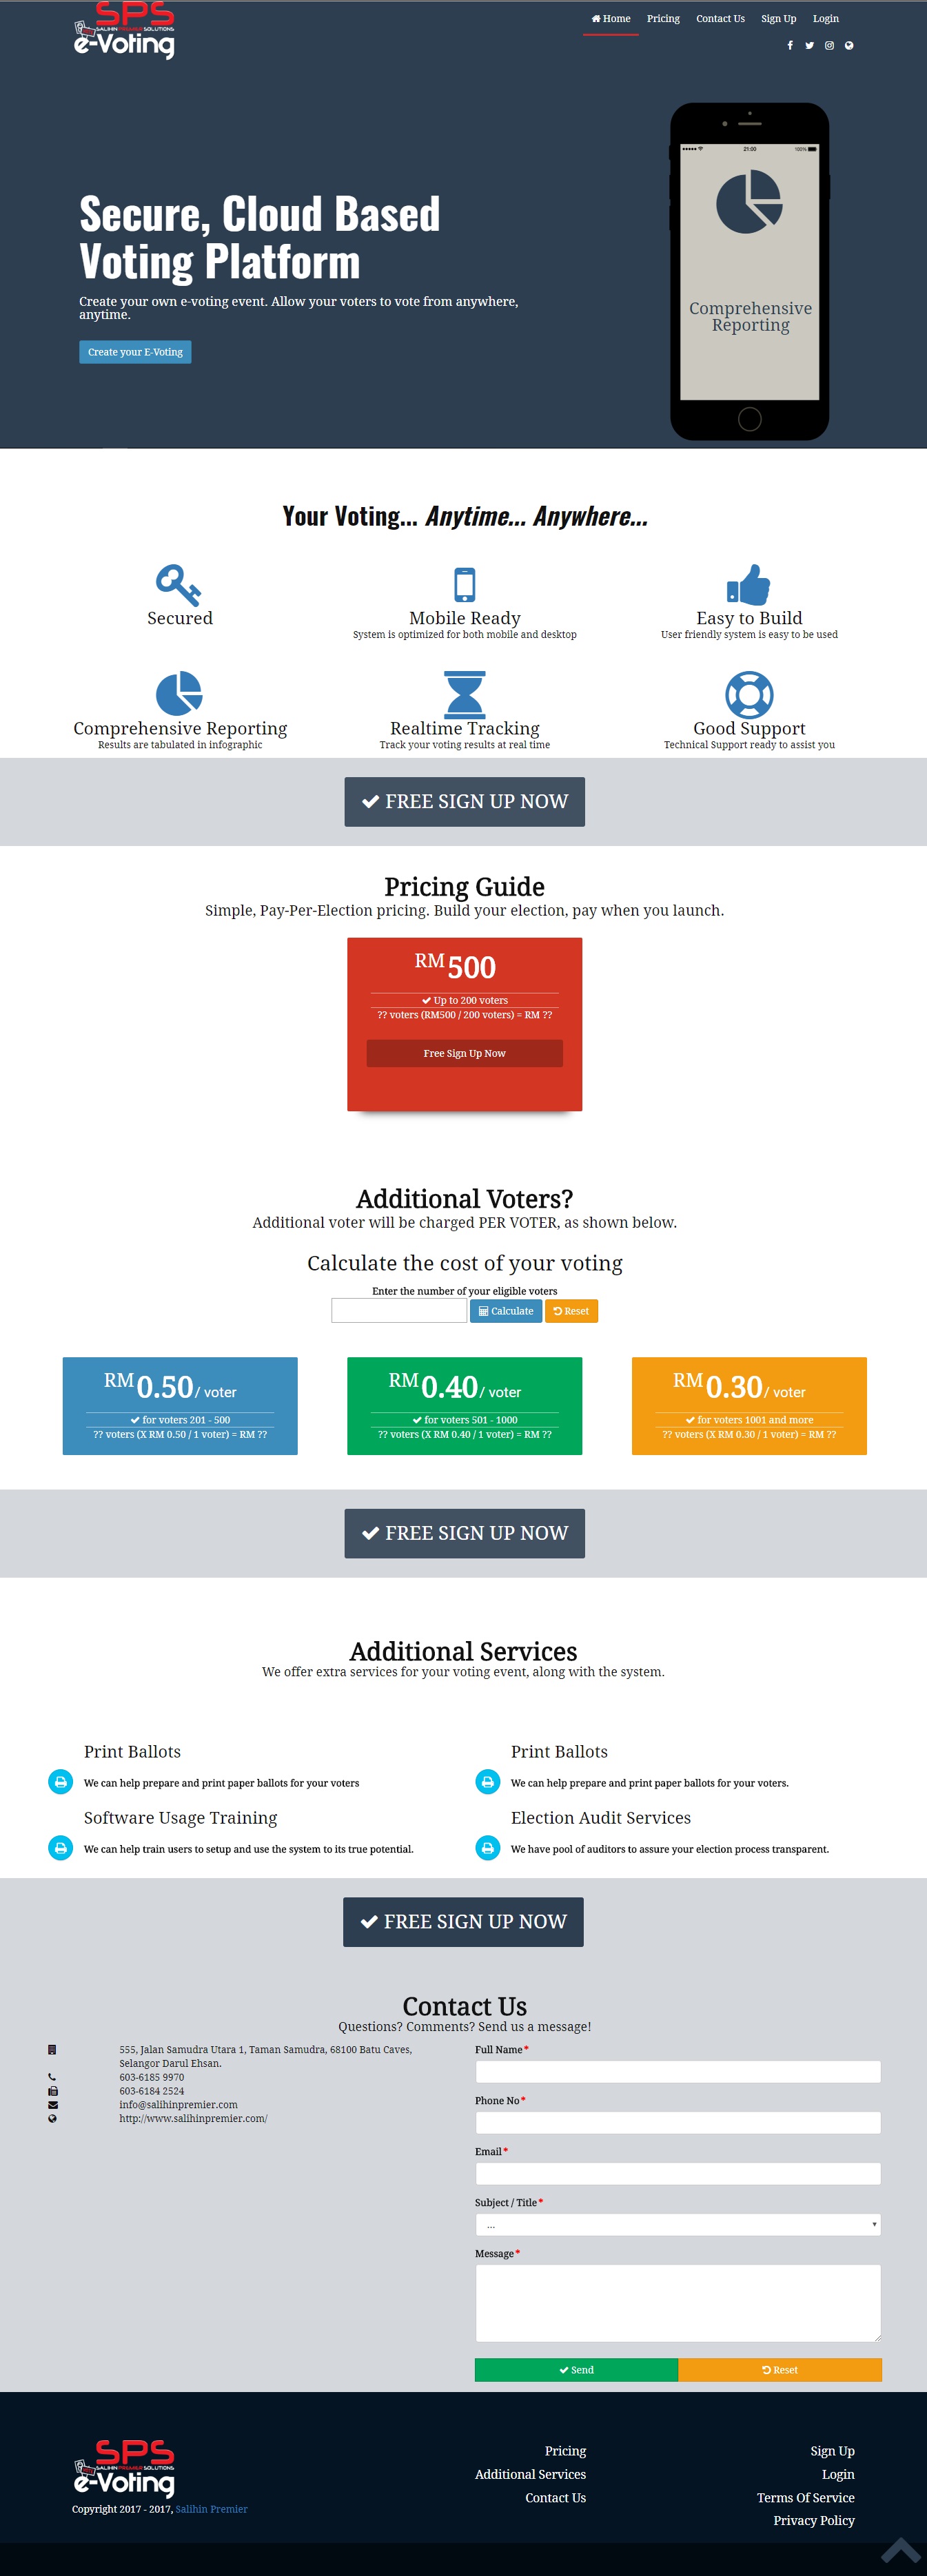 SPS
SALIHIN PREMIER SOLUTIONS
e-Voting
Home Pricing Contact Us Sign Up Login
21:00 100%
Secure, Cloud Based
Voting Platform
Create your own e-voting event. Allow your voters to vote from anywhere,
anytime.
Create your E-Voting
Comprehensive
Reporting
Your Voting... Anytime... Anywhere...
Secured
Mobile Ready
System is optimized for both mobile and desktop
Easy to Build
User friendly system is easy to be used
Comprehensive Reporting
Results are tabulated in infographic
Realtime Tracking
Track your voting results at real time
Good Support
Technical Support ready to assist you
FREE SIGN UP NOW
Pricing Guide
Simple, Pay-Per-Election pricing. Build your election, pay when you launch.
RM 500
Up to 200 voters
?? voters (RM500 / 200 voters) = RM ??
Free Sign Up Now
Additional Voters?
Additional voter will be charged PER VOTER, as shown below.
Calculate the cost of your voting
Enter the number of your eligible voters
Calculate Reset
RM 0.50 / voter
for voters 201 - 500
?? voters (X RM 0.50 / 1 voter) = RM ??
RM 0.40 / voter
for voters 501 - 1000
?? voters (X RM 0.40 / 1 voter) = RM ??
RM 0.30 / voter
for voters 1001 and more
?? voters (X RM 0.30 / 1 voter) = RM ??
FREE SIGN UP NOW
Additional Services
We offer extra services for your voting event, along with the system.
Print Ballots
We can help prepare and print paper ballots for your voters
Print Ballots
We can help prepare and print paper ballots for your voters.
Software Usage Training
We can help train users to setup and use the system to its true potential.
Election Audit Services
We have pool of auditors to assure your election process transparent.
FREE SIGN UP NOW
Contact Us
Questions? Comments? Send us a message!
555, Jalan Samudra Utara 1, Taman Samudra, 68100 Batu Caves,
Selangor Darul Ehsan.
603-6185 9970
603-6184 2524
info@salihinpremier.com
http://www.salihinpremier.com/
Full Name *
Phone No *
Email *
Subject / Title *
...
Message *
Send Reset
SPS
SALIHIN PREMIER SOLUTIONS
e-Voting
Copyright 2017 - 2017, Salihin Premier
Pricing
Additional Services
Contact Us
Sign Up
Login
Terms Of Service
Privacy Policy